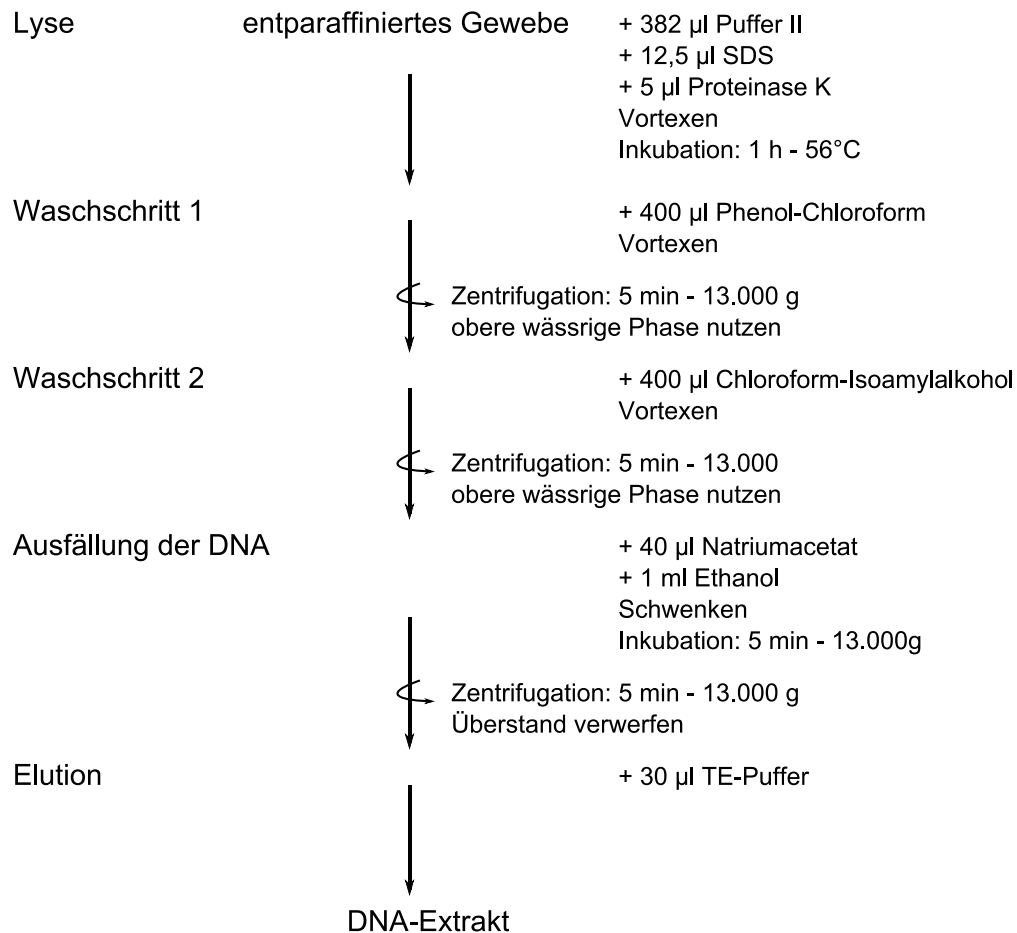 Lyse
entparaffiniertes Gewebe
+ 382 µl Puffer II
+ 12,5 µl SDS
+ 5 µl Proteinase K
Vortexen
Inkubation: 1 h - 56°C
Waschschritt 1
+ 400 µl Phenol-Chloroform
Vortexen
Zentrifugation: 5 min - 13.000 g
obere wässrige Phase nutzen
Waschschritt 2
+ 400 µl Chloroform-Isoamylalkohol
Vortexen
Zentrifugation: 5 min - 13.000
obere wässrige Phase nutzen
Ausfällung der DNA
+ 40 µl Natriumacetat
+ 1 ml Ethanol
Schwenken
Inkubation: 5 min - 13.000g
Zentrifugation: 5 min - 13.000 g
Überstand verwerfen
Elution
+ 30 µl TE-Puffer
DNA-Extrakt